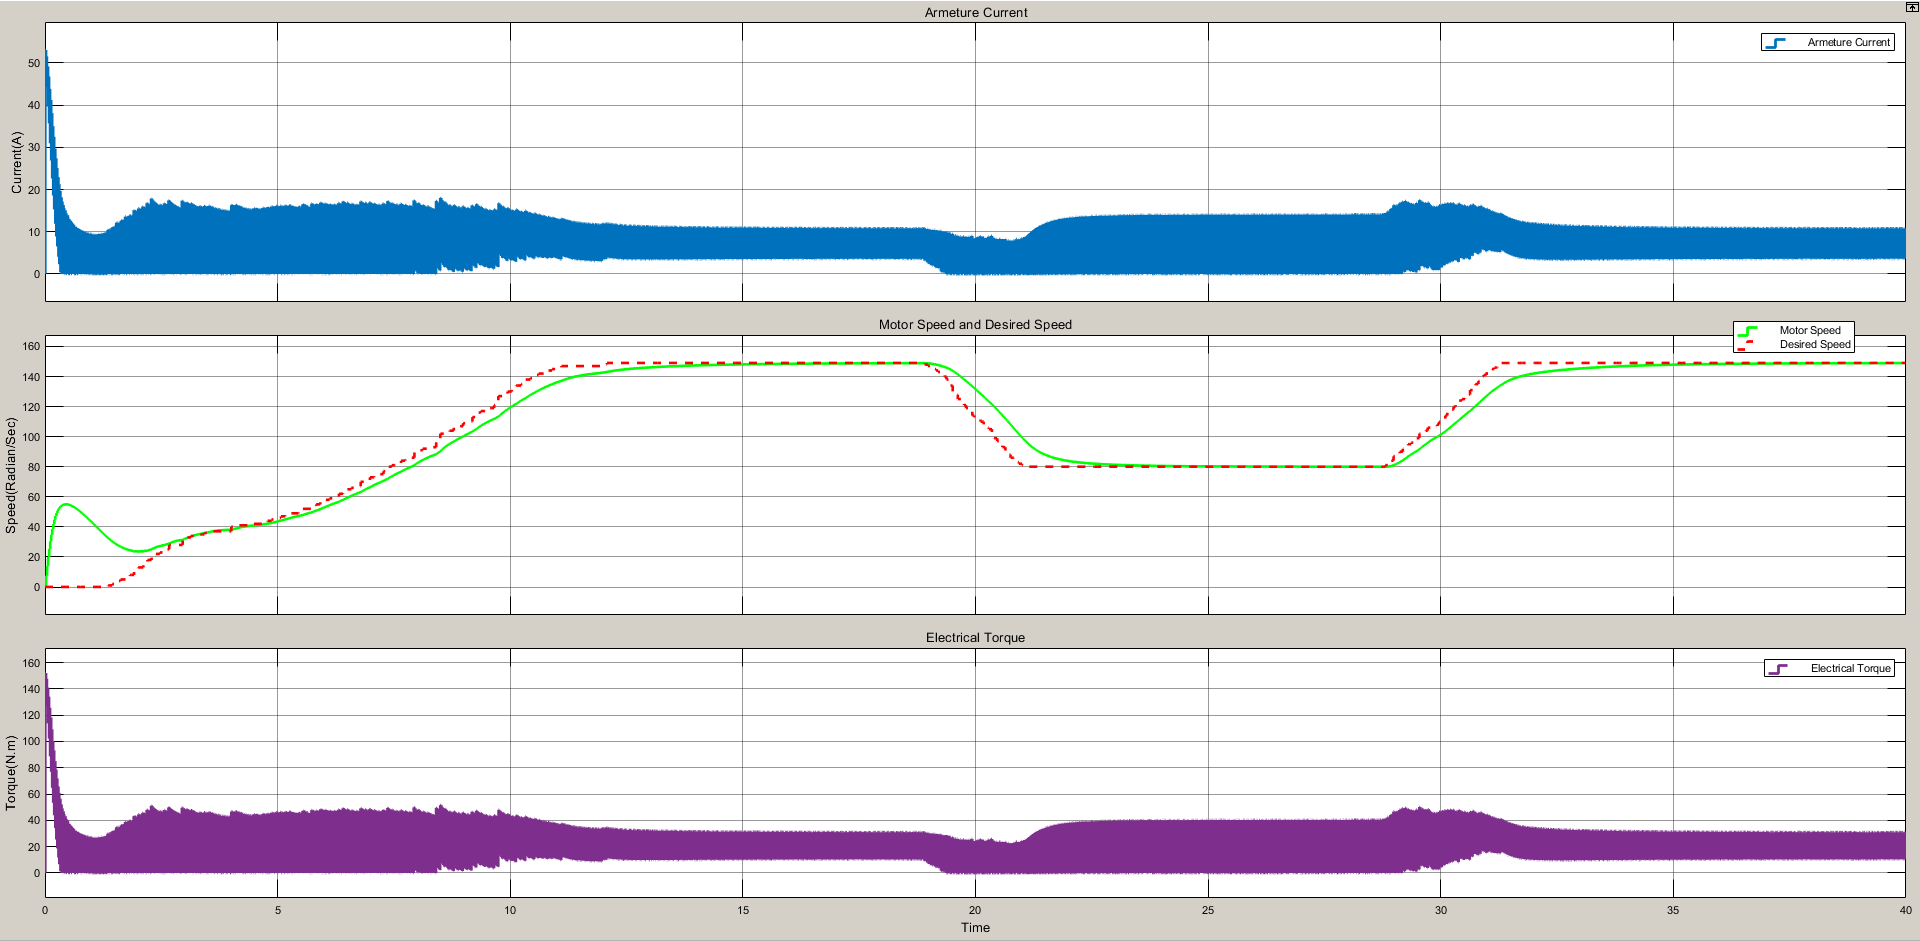 Armeture Current
Armeture Current
50
40
30
20
10
0
Current(A)
Motor Speed and Desired Speed
Motor Speed
Desired Speed
160
140
120
100
80
60
40
20
0
Speed(Radian/Sec)
Electrical Torque
Electrical Torque
160
140
120
100
80
60
40
20
0
Torque(N.m)
0 5 10 15 20 25 30 35 40
Time